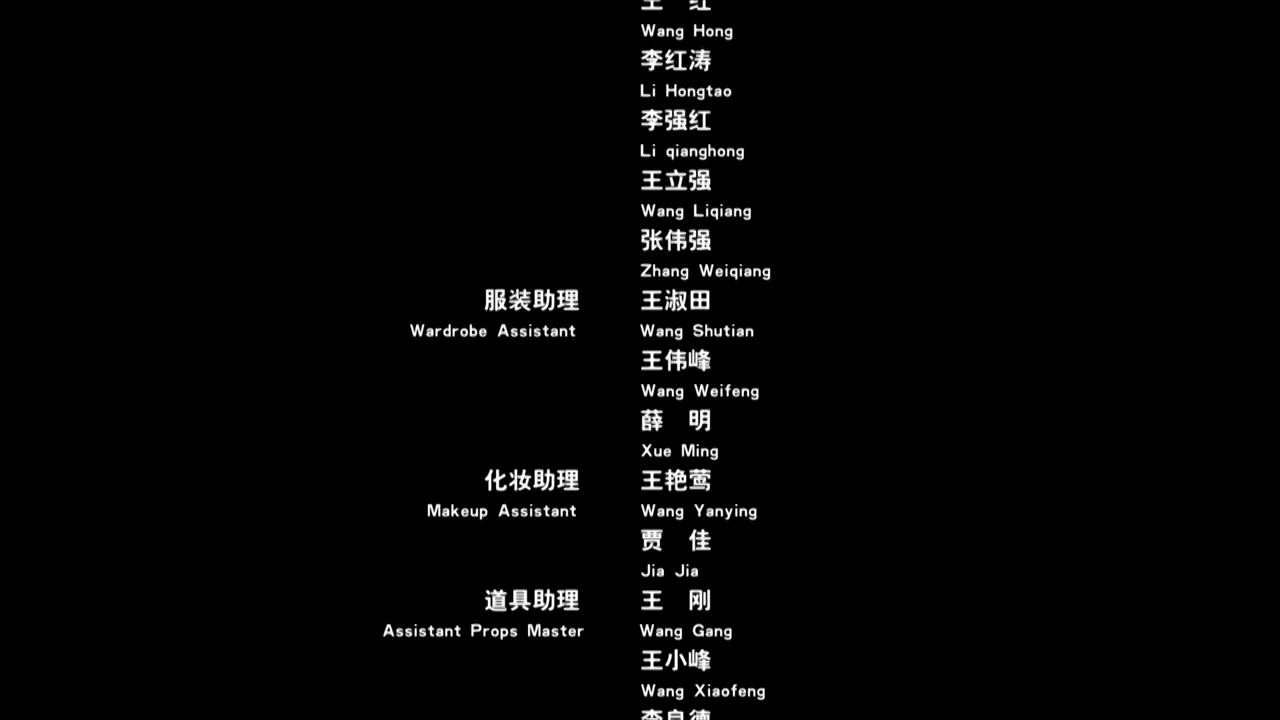 王 红
Wang Hong
李红涛
Li Hongtao
李强红
Li qianghong
王立强
Wang Liqiang
张伟强
Zhang Weiqiang
服装助理 王淑田
Wardrobe Assistant Wang Shutian
王伟峰
Wang Weifeng
薛 明
Xue Ming
化妆助理 王艳莺
Makeup Assistant Wang Yanying
贾 佳
Jia Jia
道具助理 王 刚
Assistant Props Master Wang Gang
王小峰
Wang Xiaofeng